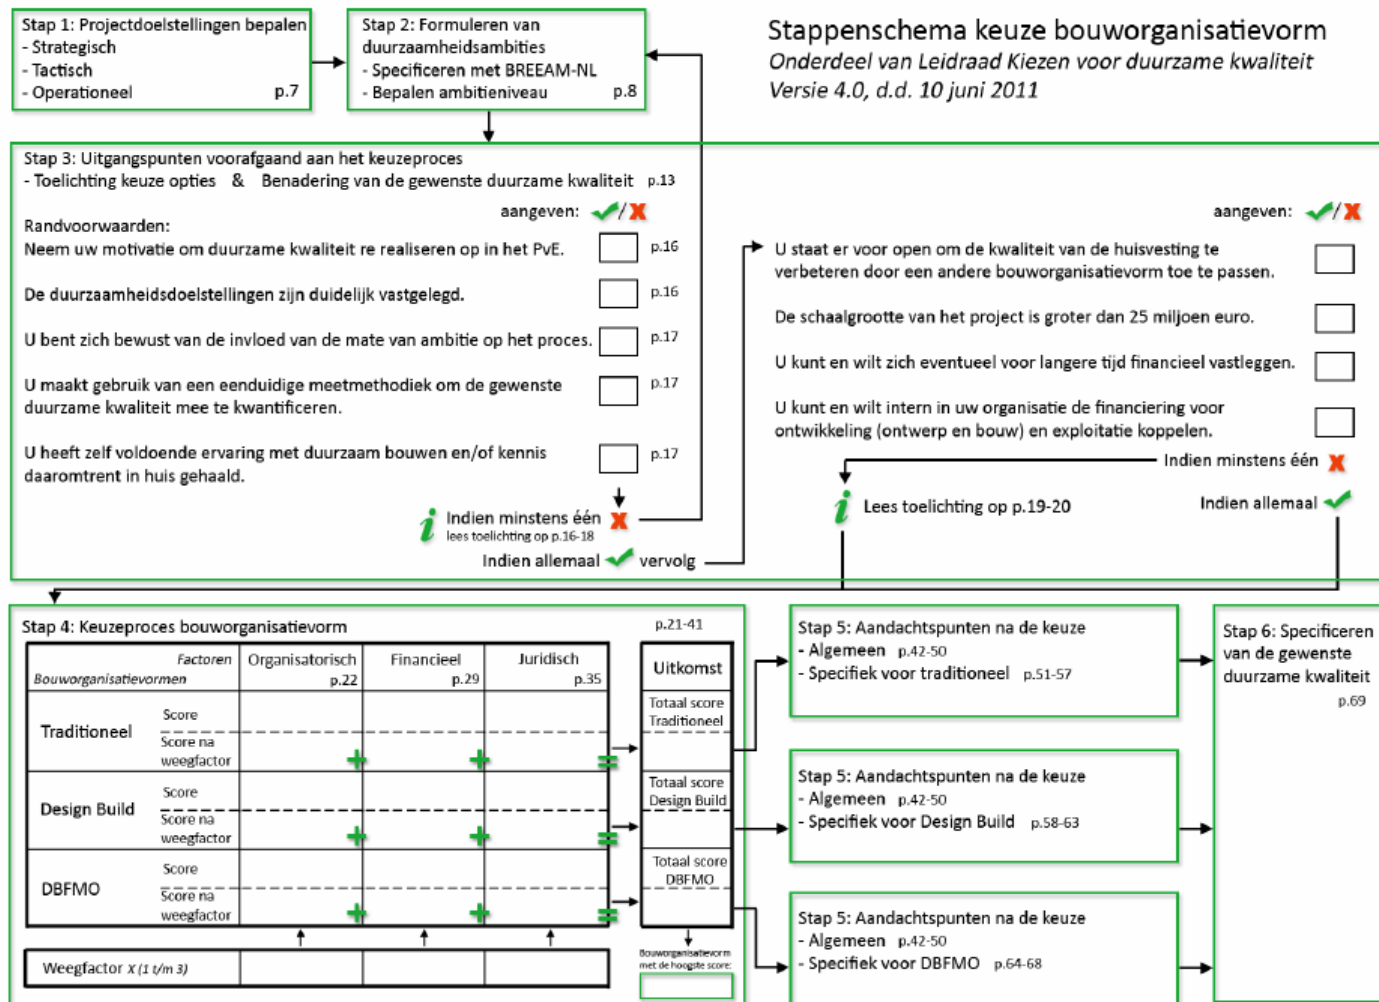 Stap 1: Projectdoelstellingen bepalen
- Strategisch
- Tactisch
- Operationeel p.7
Stap 2: Formuleren van
duurzaamheidsambities
- Specificeren met BREEAM-NL
- Bepalen ambitieniveau p.8
Stappenschema keuze bouworganisatievorm
Onderdeel van Leidraad Kiezen voor duurzame kwaliteit
Versie 4.0, d.d. 10 juni 2011
Stap 3: Uitgangspunten voorafgaand aan het keuzeproces
- Toelichting keuze opties & Benadering van de gewenste duurzame kwaliteit p.13
aangeven: ✓/X
Randvoorwaarden:
Neem uw motivatie om duurzame kwaliteit re realiseren op in het PvE. p.16
De duurzaamheidsdoelstellingen zijn duidelijk vastgelegd. p.16
U bent zich bewust van de invloed van de mate van ambitie op het proces. p.17
U maakt gebruik van een eenduidige meetmethodiek om de gewenste p.17
duurzame kwaliteit mee te kwantificeren.
U heeft zelf voldoende ervaring met duurzaam bouwen en/of kennis p.17
daaromtrent in huis gehaald.
i Indien minstens één X
lees toelichting op p.16-18
Indien allemaal ✓ vervolg
aangeven: ✓/X
U staat er voor open om de kwaliteit van de huisvesting te
verbeteren door een andere bouworganisatievorm toe te passen.
De schaalgrootte van het project is groter dan 25 miljoen euro.
U kunt en wilt zich eventueel voor langere tijd financieel vastleggen.
U kunt en wilt intern in uw organisatie de financiering voor
ontwikkeling (ontwerp en bouw) en exploitatie koppelen.
Indien minstens één X
i Lees toelichting op p.19-20
Indien allemaal ✓
Stap 4: Keuzeproces bouworganisatievorm p.21-41
Factoren
Bouworganisatievormen
Organisatorisch
p.22
Financieel
p.29
Juridisch
p.35
Uitkomst
Traditioneel
Score
Score na
weegfactor
+ + =
Totaal score
Traditioneel
Design Build
Score
Score na
weegfactor
+ + =
Totaal score
Design Build
DBFMO
Score
Score na
weegfactor
+ + =
Totaal score
DBFMO
Weegfactor X (1 t/m 3)
Bouworganisatievorm
met de hoogste score:
Stap 5: Aandachtspunten na de keuze
- Algemeen p.42-50
- Specifiek voor traditioneel p.51-57
Stap 5: Aandachtspunten na de keuze
- Algemeen p.42-50
- Specifiek voor Design Build p.58-63
Stap 5: Aandachtspunten na de keuze
- Algemeen p.42-50
- Specifiek voor DBFMO p.64-68
Stap 6: Specificeren
van de gewenste
duurzame kwaliteit
p.69